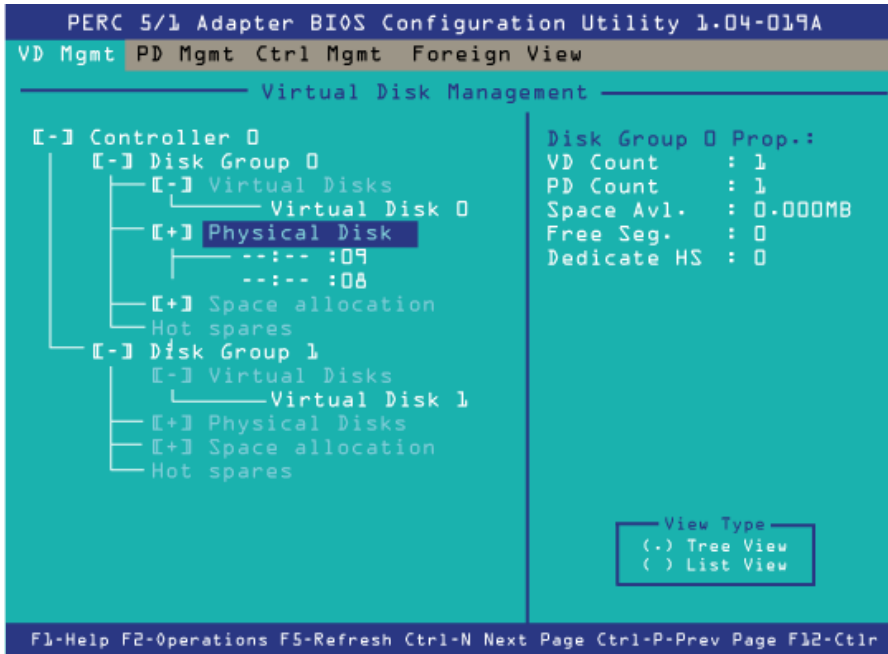 PERC 5/1 Adapter BIOS Configuration Utility 1.04-019A
VD Mgmt PD Mgmt Ctrl Mgmt Foreign View
Virtual Disk Management
[-] Controller 0
[-] Disk Group 0
[-] Virtual Disks
Virtual Disk 0
[+] Physical Disk
--:-- :09
--:-- :08
[+] Space allocation
Hot spares
[-] Disk Group 1
[-] Virtual Disks
Virtual Disk 1
[+] Physical Disks
[+] Space allocation
Hot spares
Disk Group 0 Prop.:
VD Count : 1
PD Count : 1
Space Avl. : 0.000MB
Free Seg. : 0
Dedicate HS : 0
View Type
(.) Tree View
( ) List View
F1-Help F2-Operations F5-Refresh Ctrl-N Next Page Ctrl-P-Prev Page F12-Ctlr